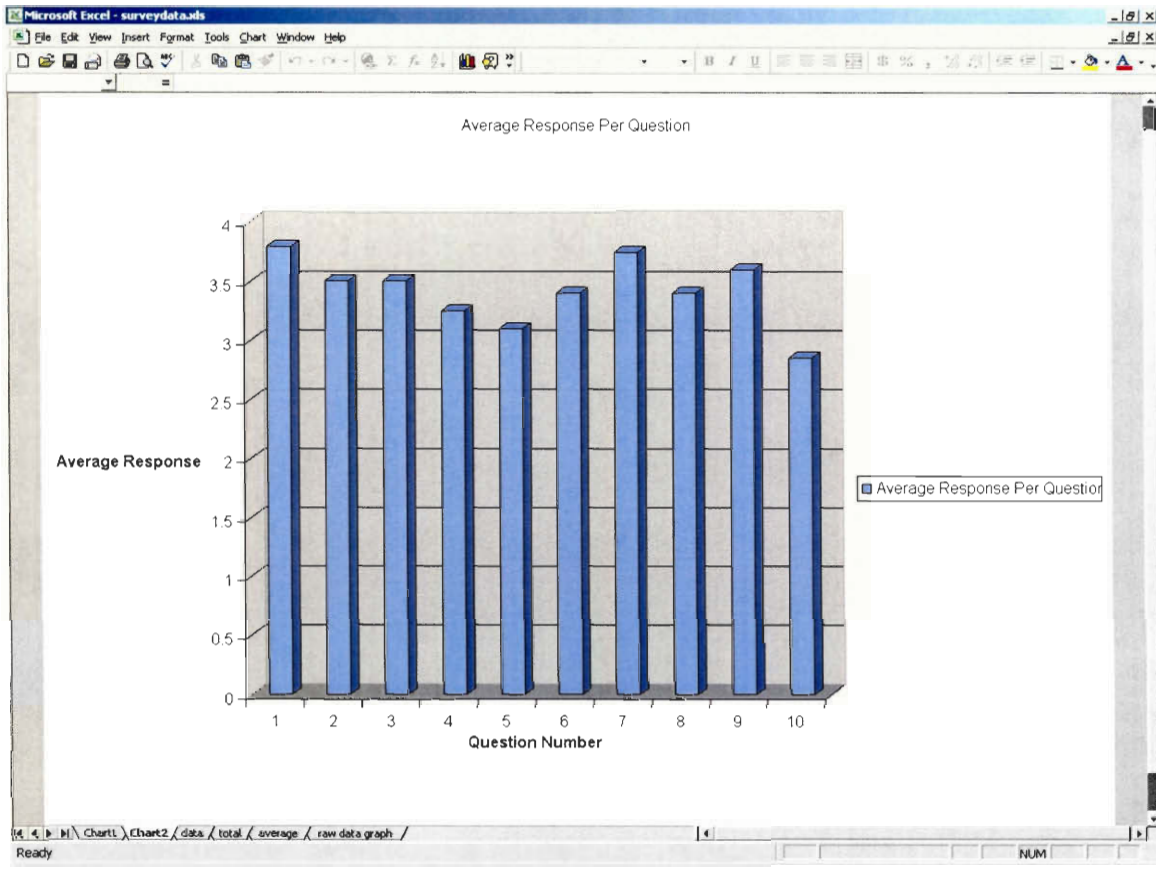 Microsoft Excel - surveydata.xls
File Edit View Insert Format Tools Chart Window Help
B I U
=
Average Response Per Question
4
3.5
3
2.5
Average Response
2
1.5
1
0.5
0
Average Response Per Question
1 2 3 4 5 6 7 8 9 10
Question Number
Chart1 Chart2 data total average raw data graph
Ready
NUM